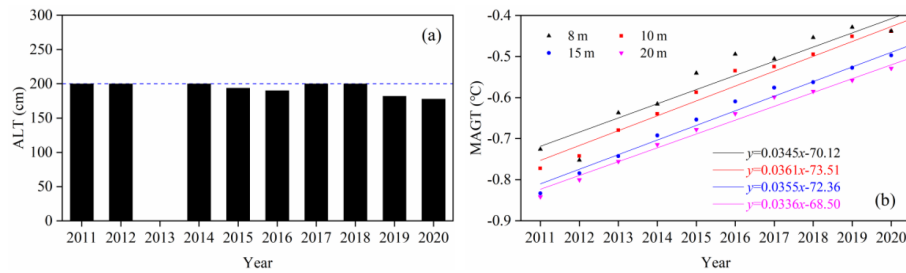 300
250
200
150
100
50
0
ALT (cm)
(a)
2011 2012 2013 2014 2015 2016 2017 2018 2019 2020
Year
-0.4
-0.5
-0.6
-0.7
-0.8
-0.9
MAGT (℃)
8 m 10 m
15 m 20 m
y=0.0345x-70.12
y=0.0361x-73.51
y=0.0355x-72.36
y=0.0336x-68.50
(b)
2011 2012 2013 2014 2015 2016 2017 2018 2019 2020
Year